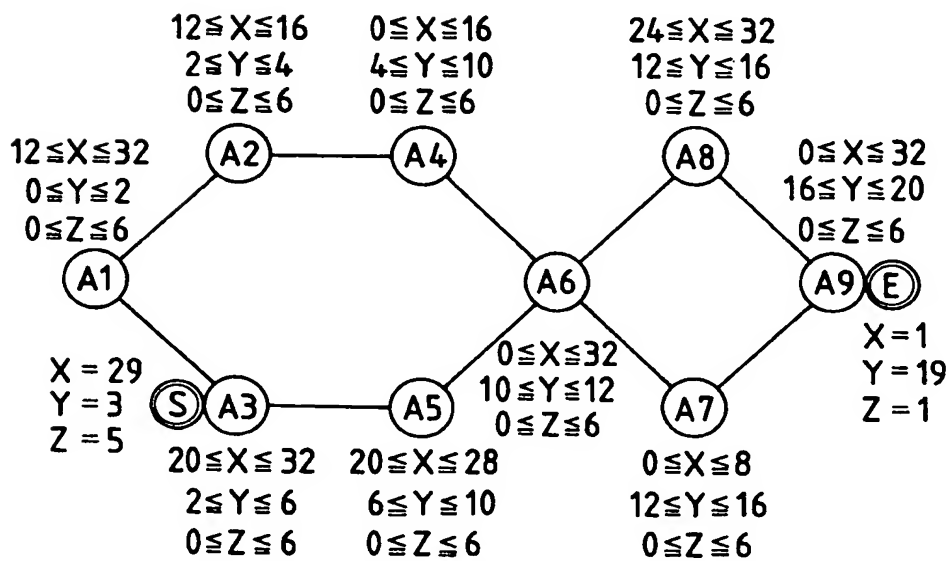 12≦X≦16
2≦Y≦4
0≦Z≦6
0≦X≦16
4≦Y≦10
0≦Z≦6
24≦X≦32
12≦Y≦16
0≦Z≦6
12≦X≦32
0≦Y≦2
0≦Z≦6
A2
A4
A8
0≦X≦32
16≦Y≦20
0≦Z≦6
A1
A6
A9
E
X=1
Y=19
Z=1
X=29
Y=3
Z=5
S
A3
A5
0≦X≦32
10≦Y≦12
0≦Z≦6
A7
20≦X≦32
2≦Y≦6
0≦Z≦6
20≦X≦28
6≦Y≦10
0≦Z≦6
0≦X≦8
12≦Y≦16
0≦Z≦6